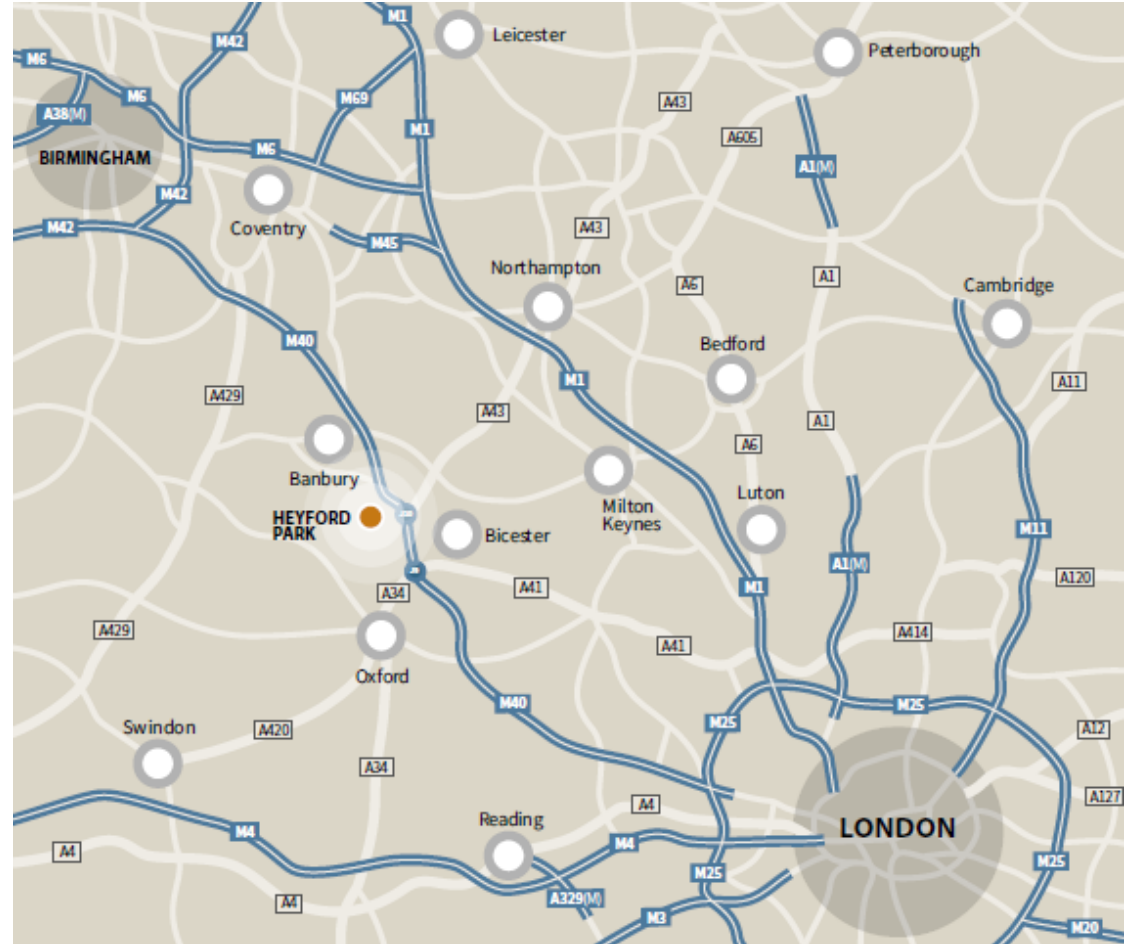 M1
Leicester
M42
Peterborough
M6
M6
M69
A43
A38(M)
M1
A605
BIRMINGHAM
M6
A1(M)
M42
Coventry
M42
M45
A43
Northampton
A1
A6
Cambridge
M40
Bedford
M1
A11
A429
A43
A1
A6
Banbury
Luton
Milton
Keynes
HEYFORD
PARK
Bicester
M11
A1(M)
A34
A41
M1
A120
A429
A414
A41
Oxford
M40
M25
M25
Swindon
A420
A12
A34
A4
A127
Reading
LONDON
M4
M4
A4
M25
M25
A329(M)
A4
M3
M20